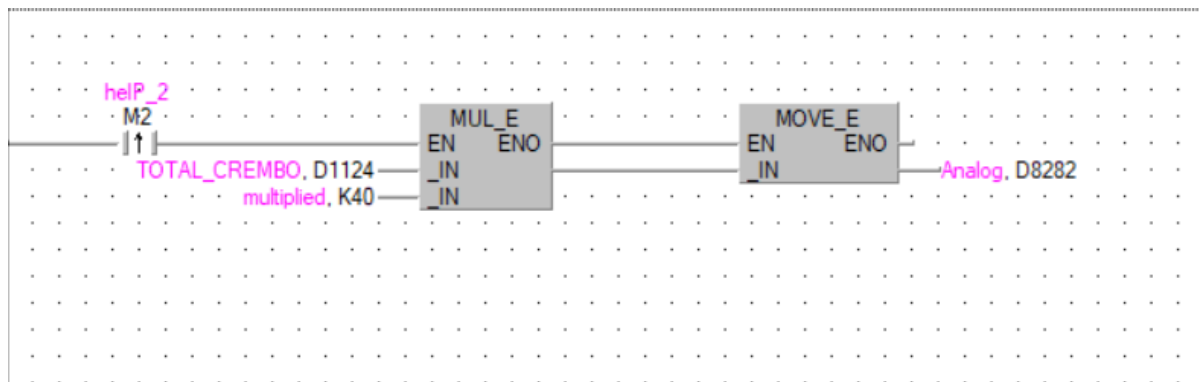 helP_2
M2
MUL_E
MOVE_E
EN ENO
EN ENO
TOTAL_CREMBO, D1124
_IN
_IN
Analog, D8282
multiplied, K40
_IN